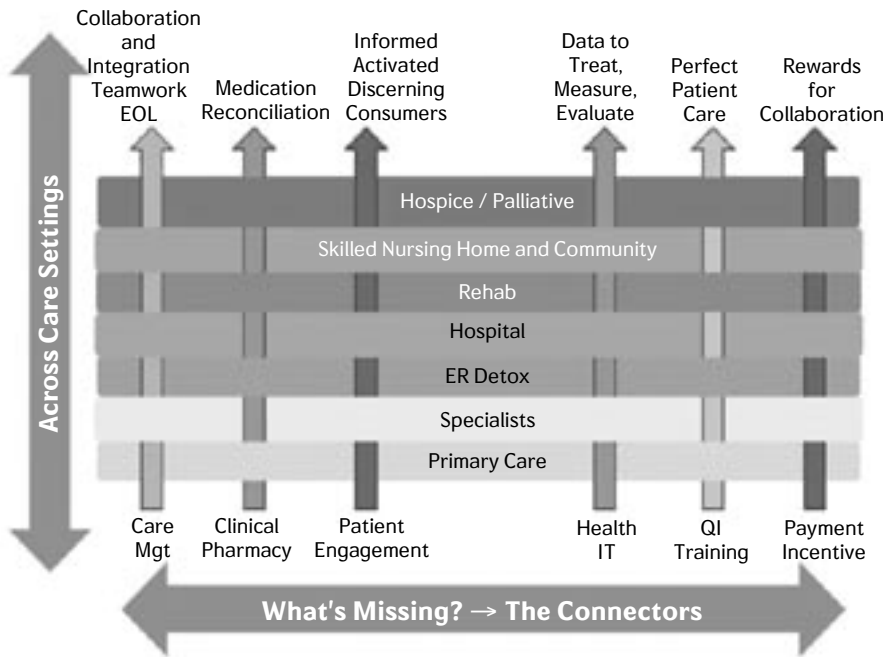 Collaboration
and
Integration
Teamwork
EOL
Medication
Reconciliation
Informed
Activated
Discerning
Consumers
Data to
Treat,
Measure,
Evaluate
Perfect
Patient
Care
Rewards
for
Collaboration
Across Care Settings
Hospice / Palliative
Skilled Nursing Home and Community
Rehab
Hospital
ER Detox
Specialists
Primary Care
Care
Mgt
Clinical
Pharmacy
Patient
Engagement
Health
IT
QI
Training
Payment
Incentive
What's Missing? → The Connectors